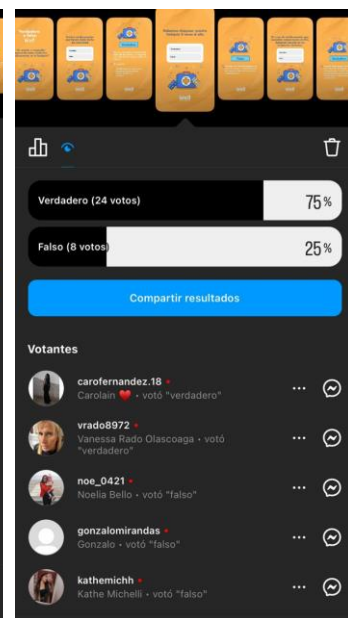 Verdadero (24 votos) 75%
Falso (8 votos) 25%
Compartir resultados
Votantes
carofernandez.18
Carolain ❤️ • votó "verdadero"
vrado8972
Vanessa Rado Olascoaga • votó
"verdadero"
noe_0421
Noelia Bello • votó "falso"
gonzalomirandas
Gonzalo • votó "falso"
kathemichh
Kathe Michelli • votó "falso"